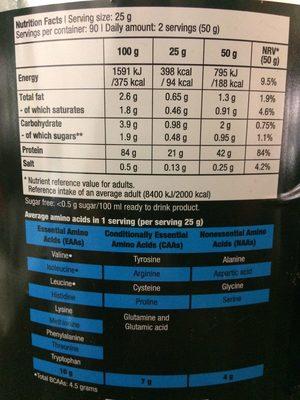 Nutrition Facts | Serving size: 25 g
Servings per container: 90 | Daily amount: 2 servings (50 g)
100 g 25 g 50 g NRV* (50 g)
Energy 1591 kJ /375 kcal 398 kcal / 94 kcal 795 kJ /188 kcal 9.5%
Total fat 2.6 g 0.65 g 1.3 g 1.9%
- of which saturates 1.8 g 0.46 g 0.91 g 4.6%
Carbohydrate 3.9 g 0.98 g 2 g 0.75%
- of which sugars** 1.9 g 0.48 g 0.95 g 1.1%
Protein 84 g 21 g 42 g 84%
Salt 0.5 g 0.13 g 0.25 g 4.2%
* Nutrient reference value for adults.
Reference intake of an average adult (8400 kJ/2000 kcal)
Sugar free: <0.5 g sugar/100 ml ready to drink product.
Average amino acids in 1 serving (per serving 25 g)
Essential Amino Acids (EAAs) Conditionally Essential Amino Acids (CAAs) Nonessential Amino Acids (NAAs)
Valine• Tyrosine Alanine
Isoleucine• Arginine Aspartic acid
Leucine• Cysteine Glycine
Histidine Proline Serine
Lysine Glutamine and
Methionine Glutamic acid
Phenylalanine
Threonine
Tryptophan
10 g 7 g 4 g
•Total BCAAs: 4.5 grams